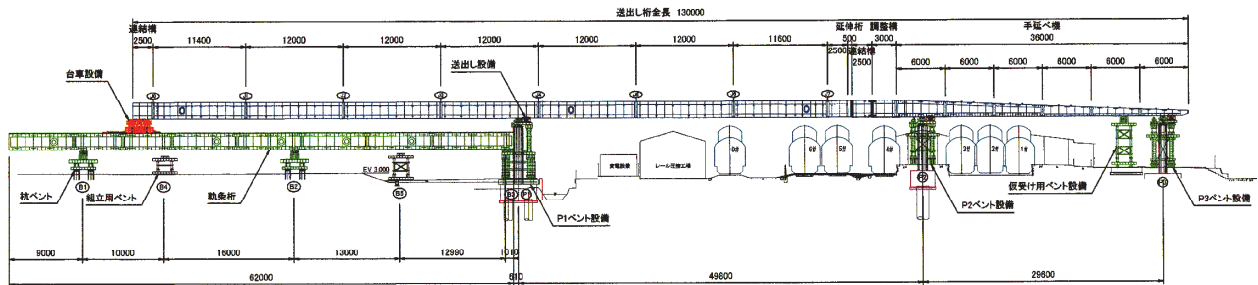 送出し桁全長 130000
連結構 延伸桁 調整構 手延べ機
2500 11400 12000 12000 12000 12000 12000 11600 500 3000 36000
2500 連結構
2500
6000 6000 6000 6000 6000 6000
台車設備
送出し設備
変電設備
レール圧接工場
6# 5# 4# 3# 2# 1#
EV 3.000
B1 B4 B2 B5 P1 P2 P3
杭ベント
組立用ベント
軌条桁
P1ベント設備
P2ベント設備
仮受け用ベント設備
P3ベント設備
9000 10000 16000 13000 12990 1010
62000 610 49800 29600